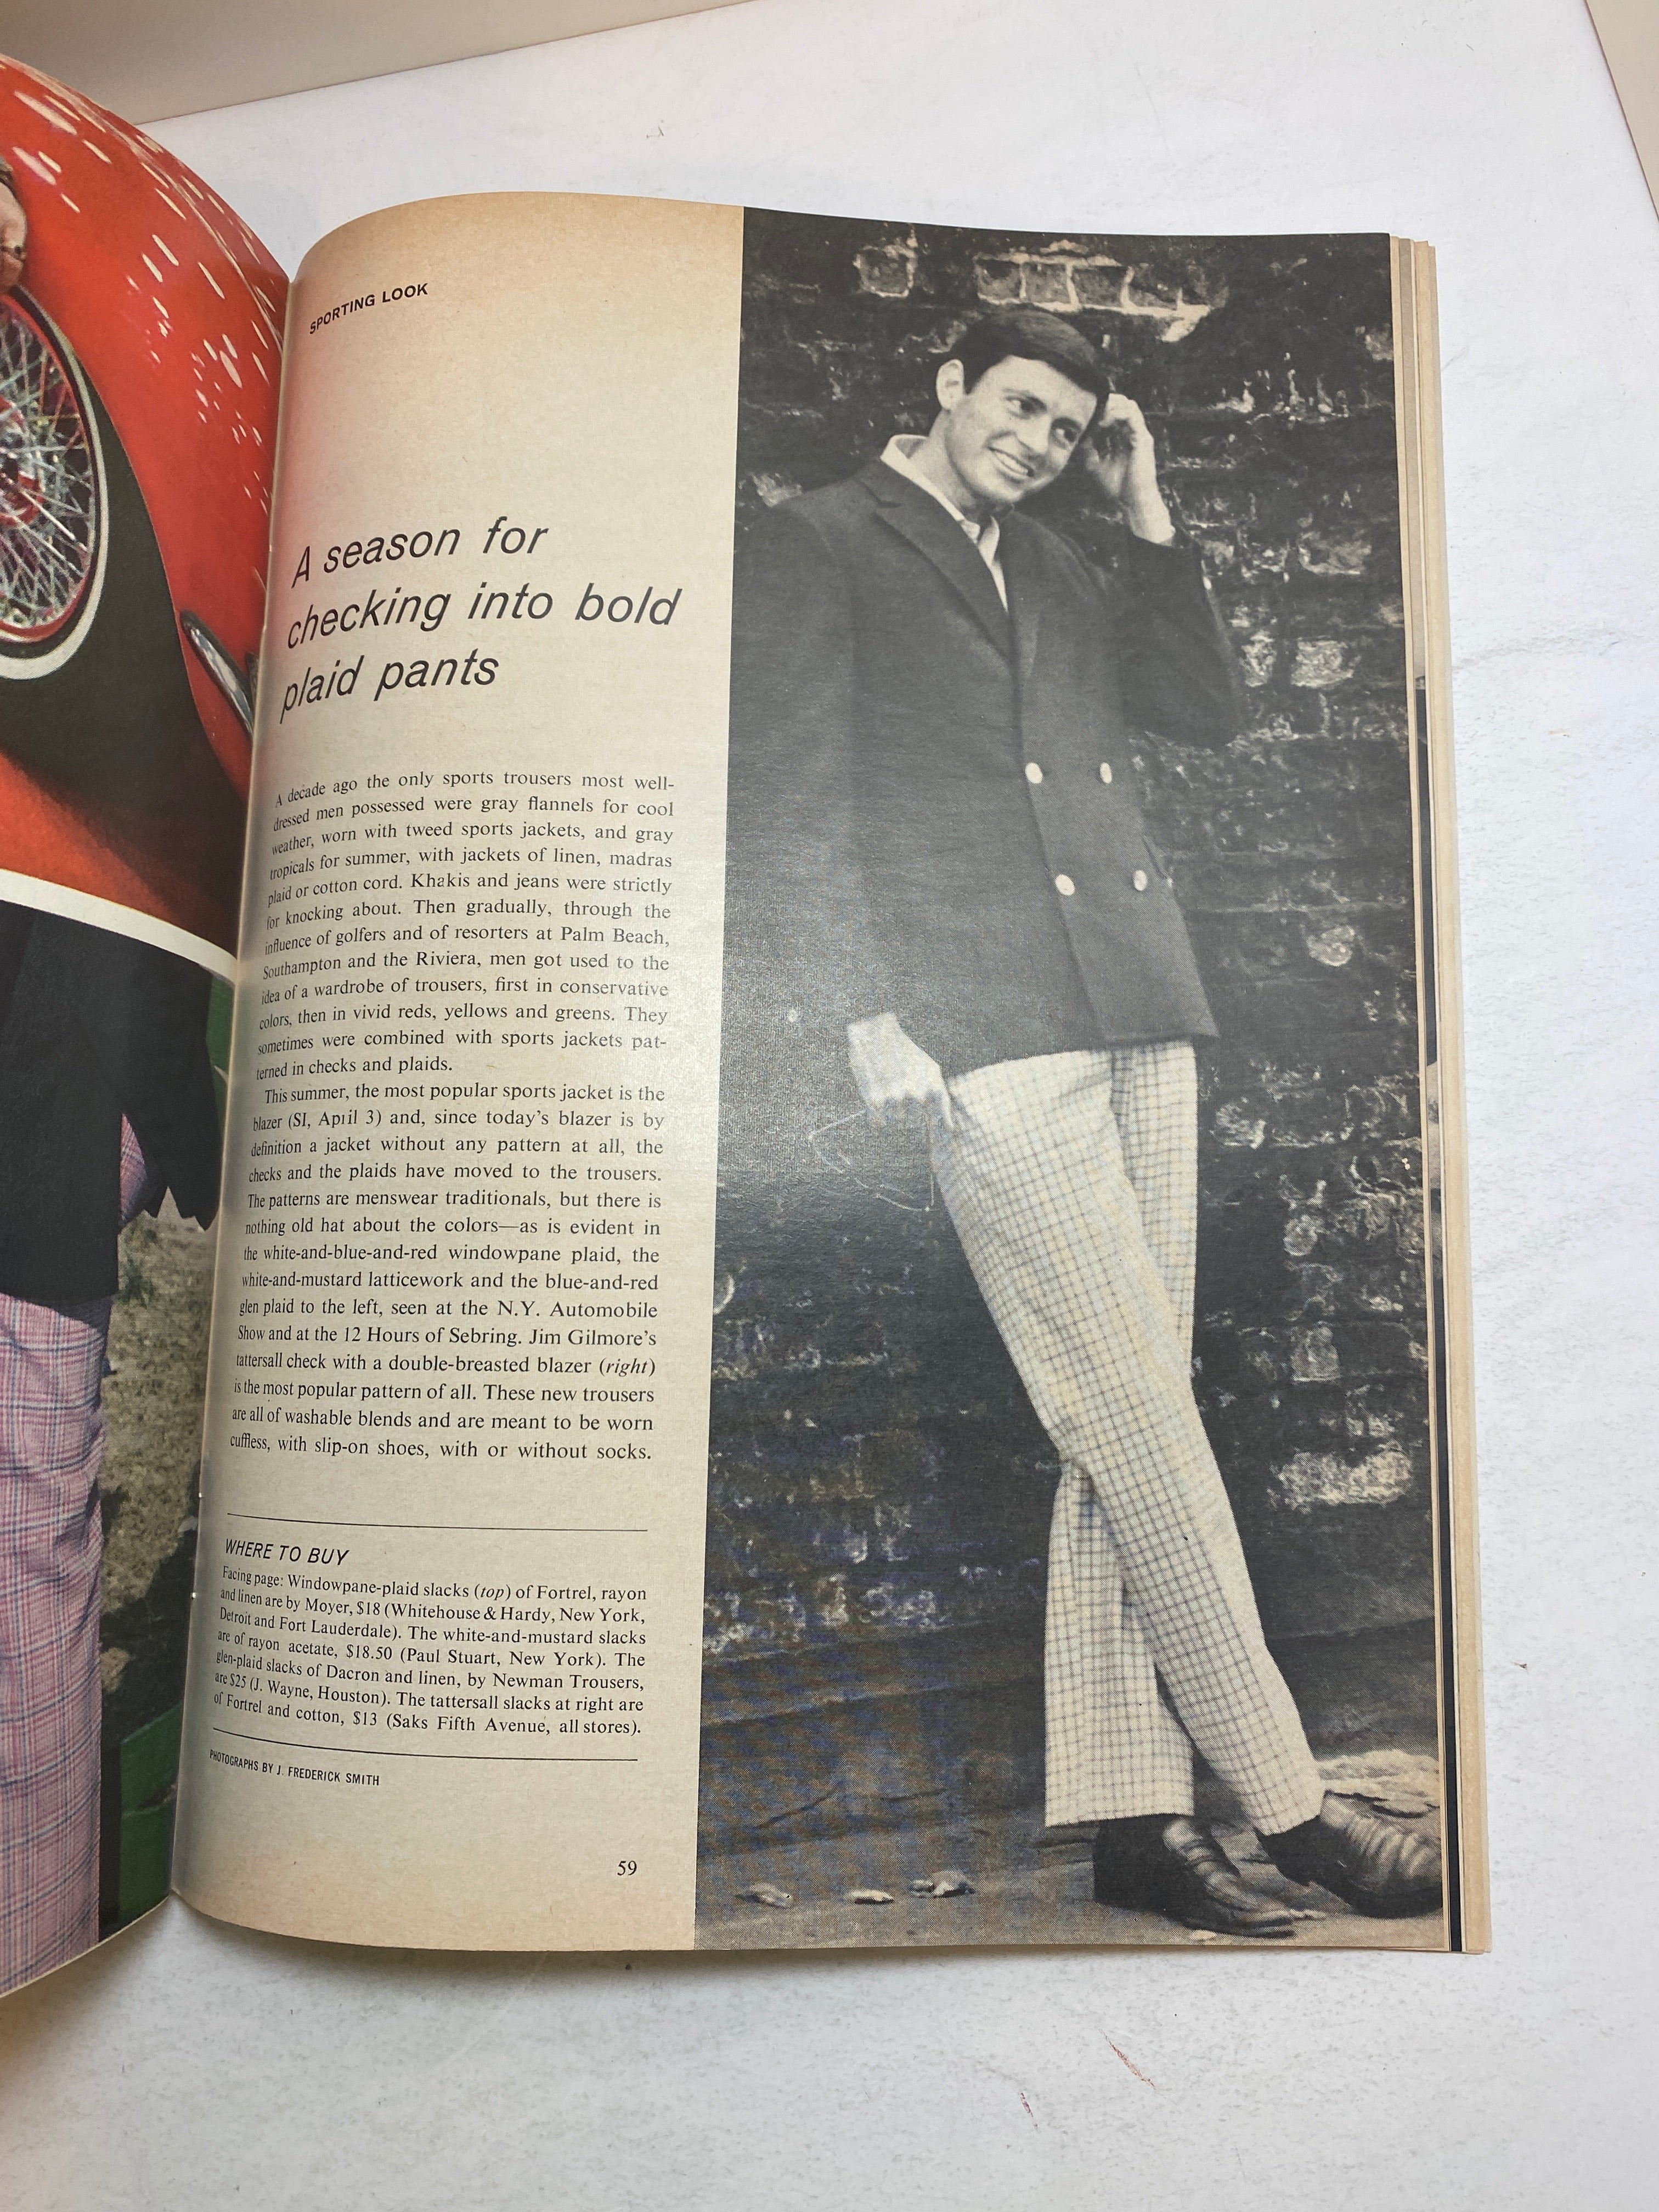 SPORTING LOOK
A season for
checking into bold
plaid pants
A decade ago the only sports trousers most well-
dressed men possessed were gray flannels for cool
weather, worn with tweed sports jackets, and gray
tropicals for summer, with jackets of linen, madras
plaid or cotton cord. Khakis and jeans were strictly
for knocking about. Then gradually, through the
influence of golfers and of resorters at Palm Beach,
Southampton and the Riviera, men got used to the
idea of a wardrobe of trousers, first in conservative
colors, then in vivid reds, yellows and greens. They
sometimes were combined with sports jackets pat-
terned in checks and plaids.
This summer, the most popular sports jacket is the
blazer (SI, April 3) and, since today's blazer is by
definition a jacket without any pattern at all, the
checks and the plaids have moved to the trousers.
The patterns are menswear traditionals, but there is
nothing old hat about the colors—as is evident in
the white-and-blue-and-red windowpane plaid, the
white-and-mustard latticework and the blue-and-red
glen plaid to the left, seen at the N.Y. Automobile
Show and at the 12 Hours of Sebring. Jim Gilmore's
tattersall check with a double-breasted blazer (right)
is the most popular pattern of all. These new trousers
are all of washable blends and are meant to be worn
cuffless, with slip-on shoes, with or without socks.
WHERE TO BUY
Facing page: Windowpane-plaid slacks (top) of Fortrel, rayon
and linen are by Moyer, $18 (Whitehouse & Hardy, New York,
Detroit and Fort Lauderdale). The white-and-mustard slacks
are of rayon acetate, $18.50 (Paul Stuart, New York). The
glen-plaid slacks of Dacron and linen, by Newman Trousers,
are $25 (J. Wayne, Houston). The tattersall slacks at right are
of Fortrel and cotton, $13 (Saks Fifth Avenue, all stores).
PHOTOGRAPHS BY J. FREDERICK SMITH
59